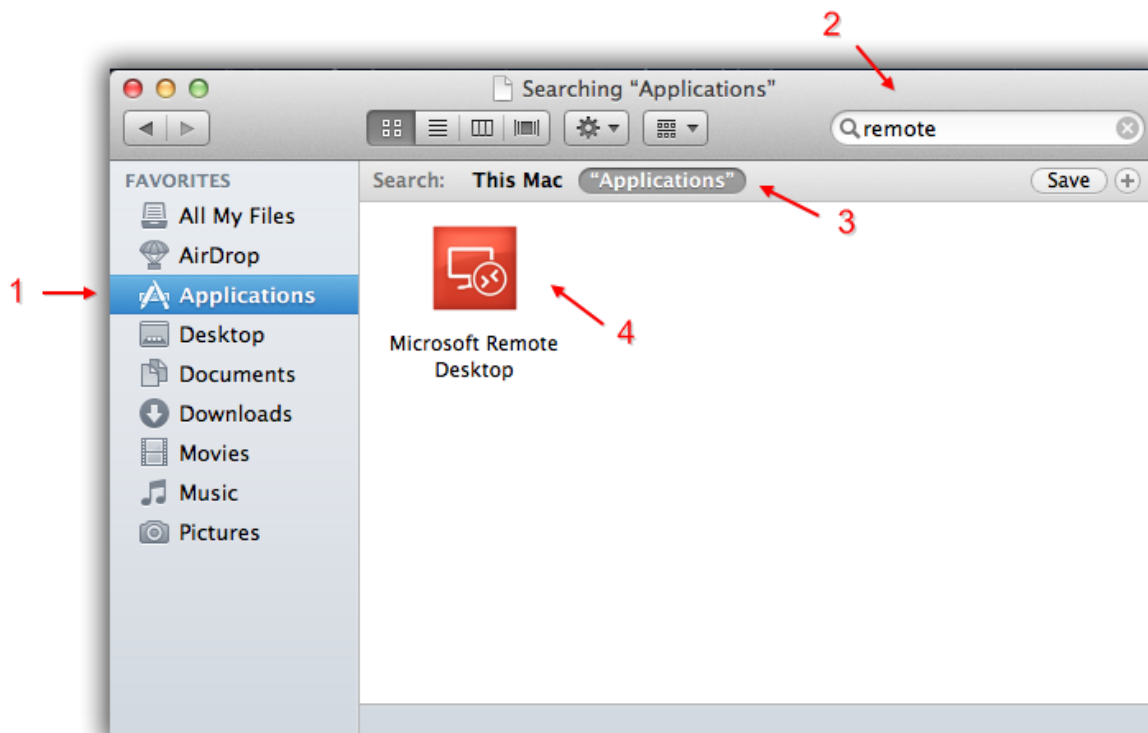 2
Searching “Applications”
remote
FAVORITES
Search: This Mac “Applications” Save
3
All My Files
AirDrop
1
Applications
4
Desktop
Microsoft Remote
Desktop
Documents
Downloads
Movies
Music
Pictures